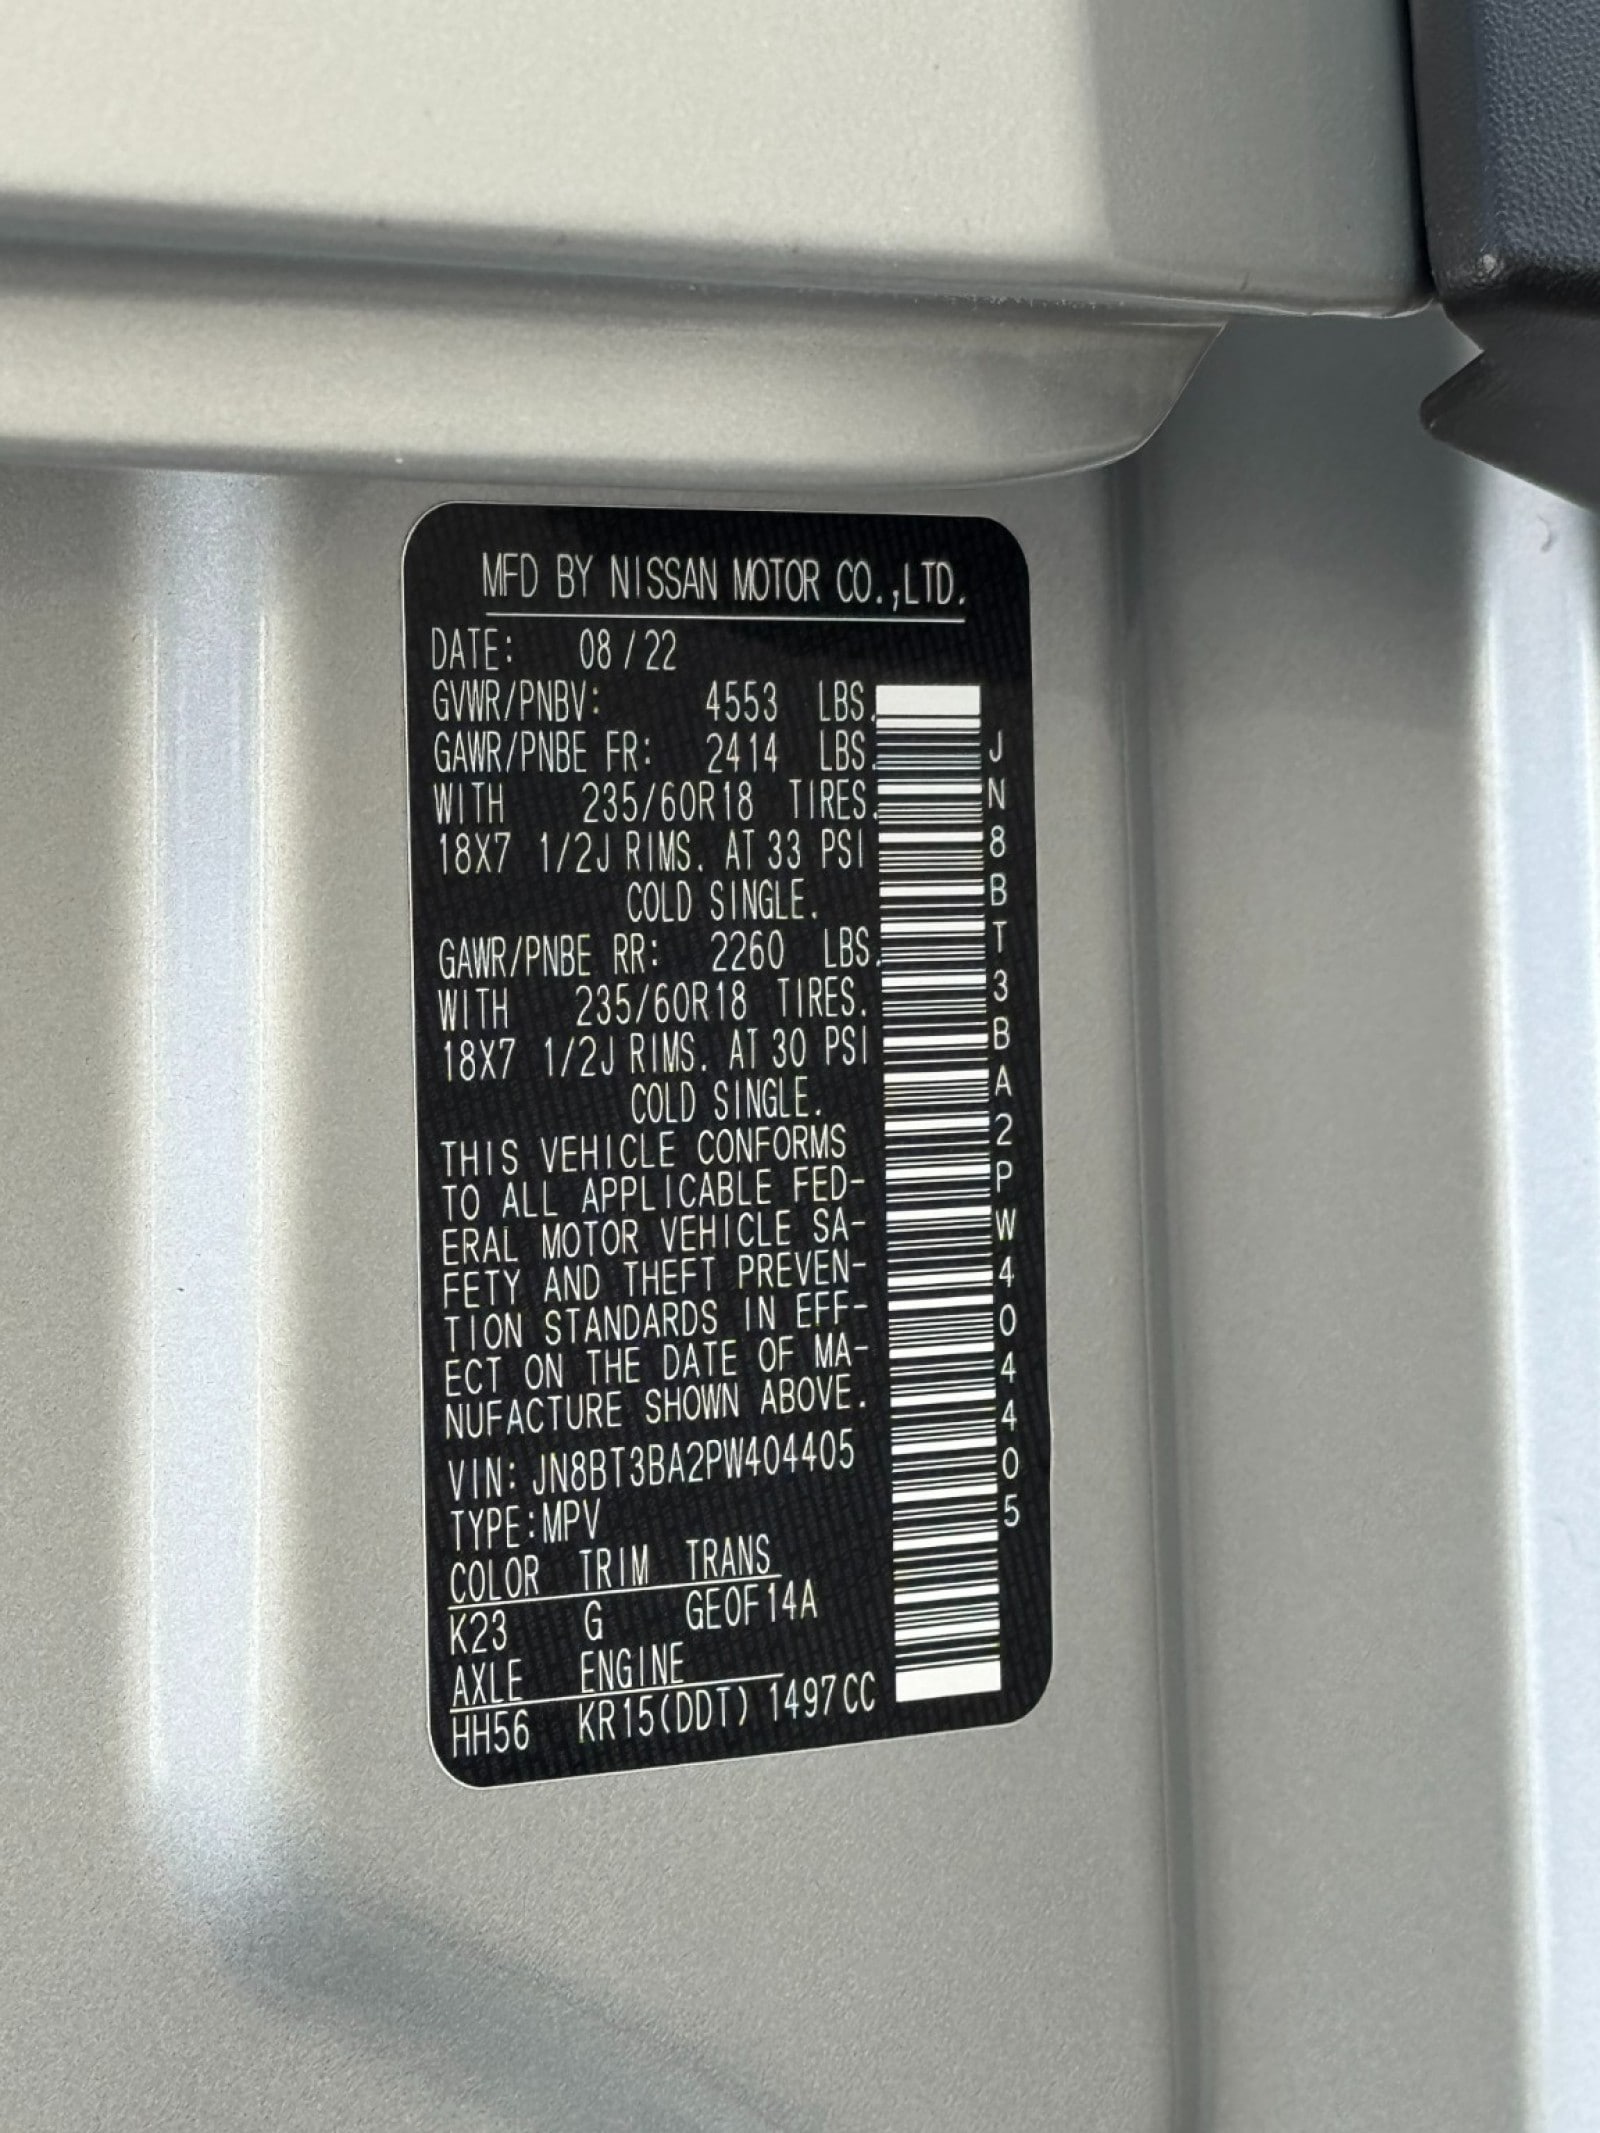 MFD BY NISSAN MOTOR CO.,LTD.
DATE: 08/22
GVWR/PNBV: 4553 LBS.
GAWR/PNBE FR: 2414 LBS.
WITH 235/60R18 TIRES.
18X7 1/2J RIMS. AT 33 PSI
COLD SINGLE.
GAWR/PNBE RR: 2260 LBS.
WITH 235/60R18 TIRES.
18X7 1/2J RIMS. AT 30 PSI
COLD SINGLE.
THIS VEHICLE CONFORMS
TO ALL APPLICABLE FED-
ERAL MOTOR VEHICLE SA-
FETY AND THEFT PREVEN-
TION STANDARDS IN EFF-
ECT ON THE DATE OF MA-
NUFACTURE SHOWN ABOVE.
VIN: JN8BT3BA2PW404405
TYPE:MPV
COLOR TRIM TRANS
K23 G GE0F14A
AXLE ENGINE
HH56 KR15(DDT) 1497CC
JN8BT3BA2PW404405